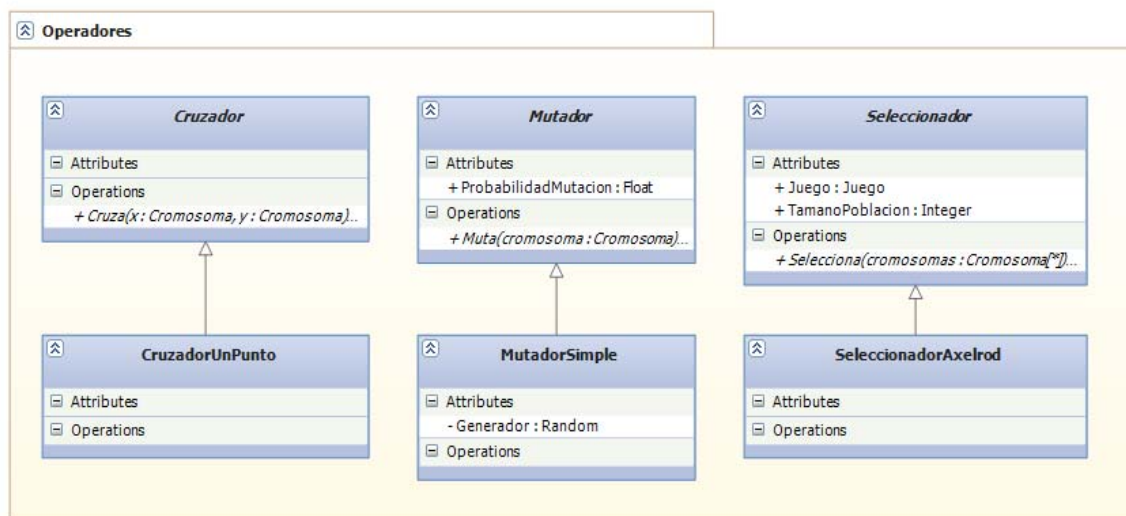 Operadores
Cruzador
Attributes
Operations
+ Cruza(x : Cromosoma, y : Cromosoma)...
Mutador
Attributes
+ ProbabilidadMutacion : Float
Operations
+ Muta(cromosoma : Cromosoma)...
Seleccionador
Attributes
+ Juego : Juego
+ TamanoPoblacion : Integer
Operations
+ Selecciona(cromosomas : Cromosoma[*])...
CruzadorUnPunto
Attributes
Operations
MutadorSimple
Attributes
- Generador : Random
Operations
SeleccionadorAxelrod
Attributes
Operations